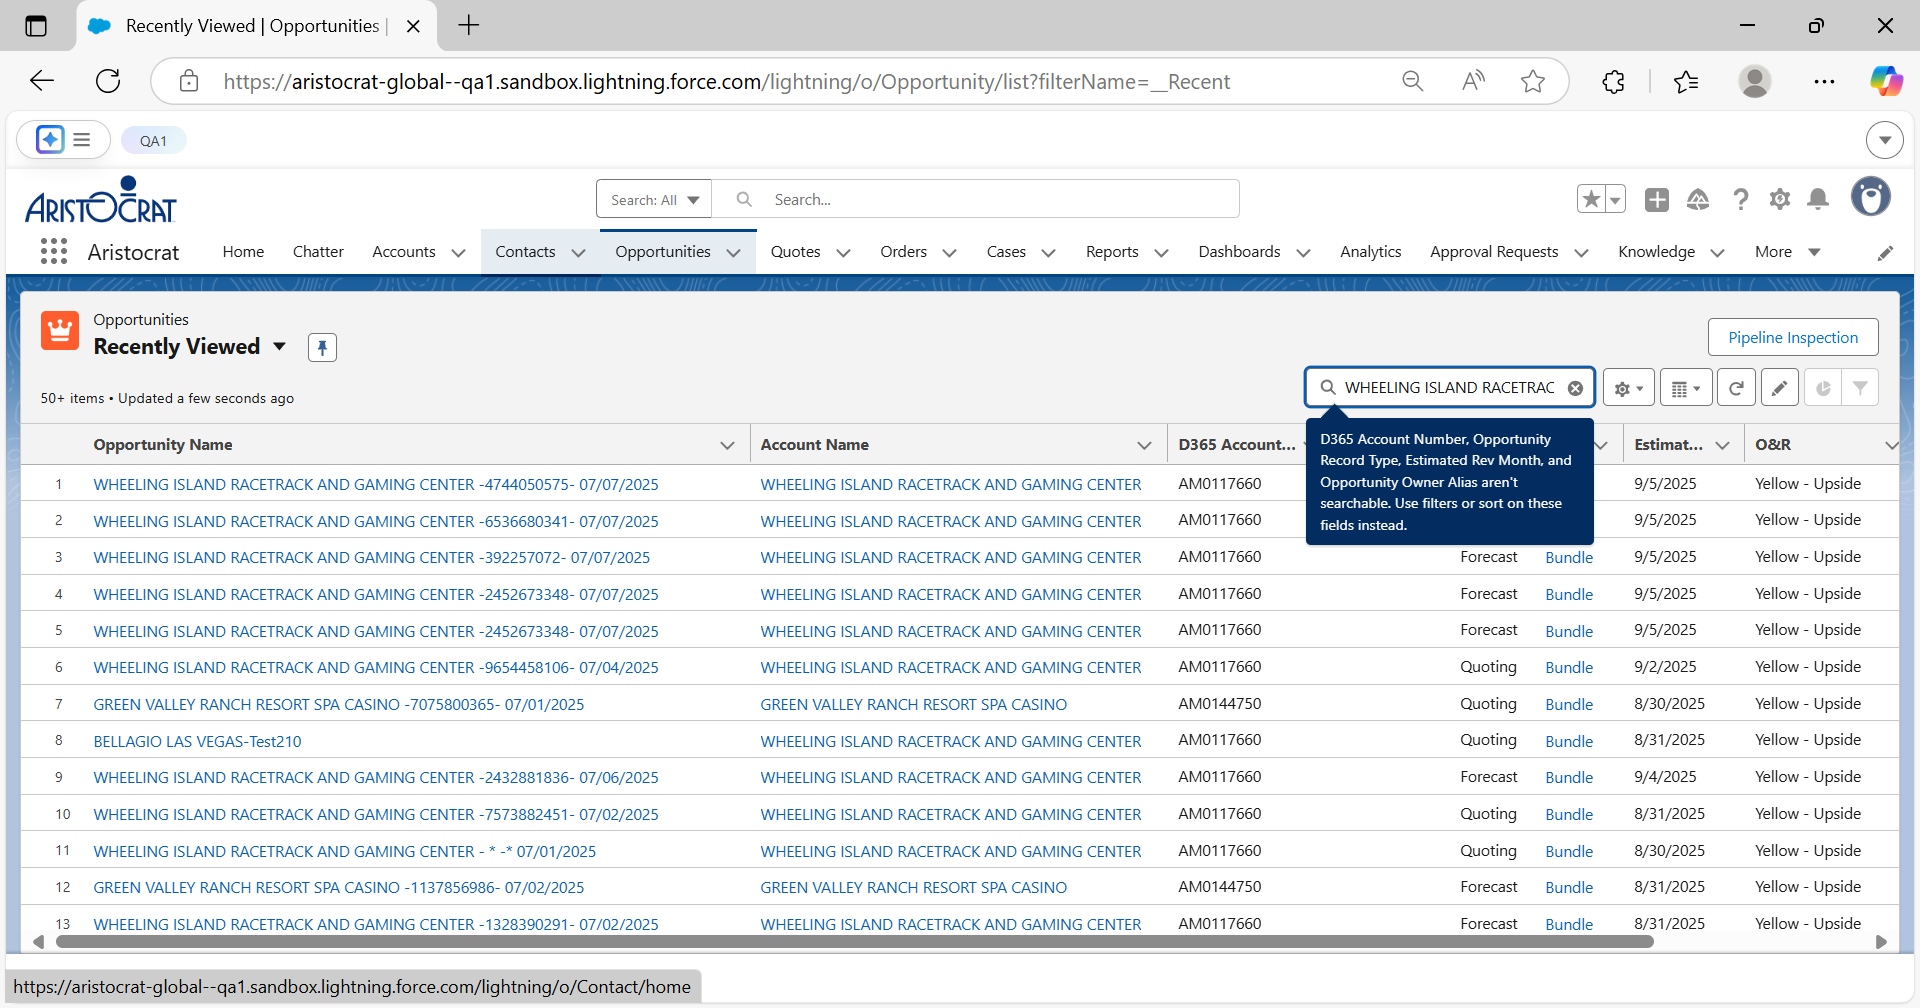 Recently Viewed | Opportunities |
https://aristocrat-global--qa1.sandbox.lightning.force.com/lightning/o/Opportunity/list?filterName=__Recent
QA1
ARISTOCRAT
Search: All
Search...
Aristocrat
Home
Chatter
Accounts
Contacts
Opportunities
Quotes
Orders
Cases
Reports
Dashboards
Analytics
Approval Requests
Knowledge
More
Opportunities
Recently Viewed
Pipeline Inspection
50+ items • Updated a few seconds ago
WHEELING ISLAND RACETRAC
D365 Account Number, Opportunity
Record Type, Estimated Rev Month, and
Opportunity Owner Alias aren't
searchable. Use filters or sort on these
fields instead.
Opportunity Name Account Name D365 Account... Estimat... O&R
1 WHEELING ISLAND RACETRACK AND GAMING CENTER -4744050575- 07/07/2025 WHEELING ISLAND RACETRACK AND GAMING CENTER AM0117660 9/5/2025 Yellow - Upside
2 WHEELING ISLAND RACETRACK AND GAMING CENTER -6536680341- 07/07/2025 WHEELING ISLAND RACETRACK AND GAMING CENTER AM0117660 9/5/2025 Yellow - Upside
3 WHEELING ISLAND RACETRACK AND GAMING CENTER -392257072- 07/07/2025 WHEELING ISLAND RACETRACK AND GAMING CENTER AM0117660 Forecast Bundle 9/5/2025 Yellow - Upside
4 WHEELING ISLAND RACETRACK AND GAMING CENTER -2452673348- 07/07/2025 WHEELING ISLAND RACETRACK AND GAMING CENTER AM0117660 Forecast Bundle 9/5/2025 Yellow - Upside
5 WHEELING ISLAND RACETRACK AND GAMING CENTER -2452673348- 07/07/2025 WHEELING ISLAND RACETRACK AND GAMING CENTER AM0117660 Forecast Bundle 9/5/2025 Yellow - Upside
6 WHEELING ISLAND RACETRACK AND GAMING CENTER -9654458106- 07/04/2025 WHEELING ISLAND RACETRACK AND GAMING CENTER AM0117660 Quoting Bundle 9/2/2025 Yellow - Upside
7 GREEN VALLEY RANCH RESORT SPA CASINO -7075800365- 07/01/2025 GREEN VALLEY RANCH RESORT SPA CASINO AM0144750 Quoting Bundle 8/30/2025 Yellow - Upside
8 BELLAGIO LAS VEGAS-Test210 WHEELING ISLAND RACETRACK AND GAMING CENTER AM0117660 Quoting Bundle 8/31/2025 Yellow - Upside
9 WHEELING ISLAND RACETRACK AND GAMING CENTER -2432881836- 07/06/2025 WHEELING ISLAND RACETRACK AND GAMING CENTER AM0117660 Forecast Bundle 9/4/2025 Yellow - Upside
10 WHEELING ISLAND RACETRACK AND GAMING CENTER -7573882451- 07/02/2025 WHEELING ISLAND RACETRACK AND GAMING CENTER AM0117660 Quoting Bundle 8/31/2025 Yellow - Upside
11 WHEELING ISLAND RACETRACK AND GAMING CENTER - * -* 07/01/2025 WHEELING ISLAND RACETRACK AND GAMING CENTER AM0117660 Quoting Bundle 8/30/2025 Yellow - Upside
12 GREEN VALLEY RANCH RESORT SPA CASINO -1137856986- 07/02/2025 GREEN VALLEY RANCH RESORT SPA CASINO AM0144750 Forecast Bundle 8/31/2025 Yellow - Upside
13 WHEELING ISLAND RACETRACK AND GAMING CENTER -1328390291- 07/02/2025 WHEELING ISLAND RACETRACK AND GAMING CENTER AM0117660 Forecast Bundle 8/31/2025 Yellow - Upside
https://aristocrat-global--qa1.sandbox.lightning.force.com/lightning/o/Contact/home